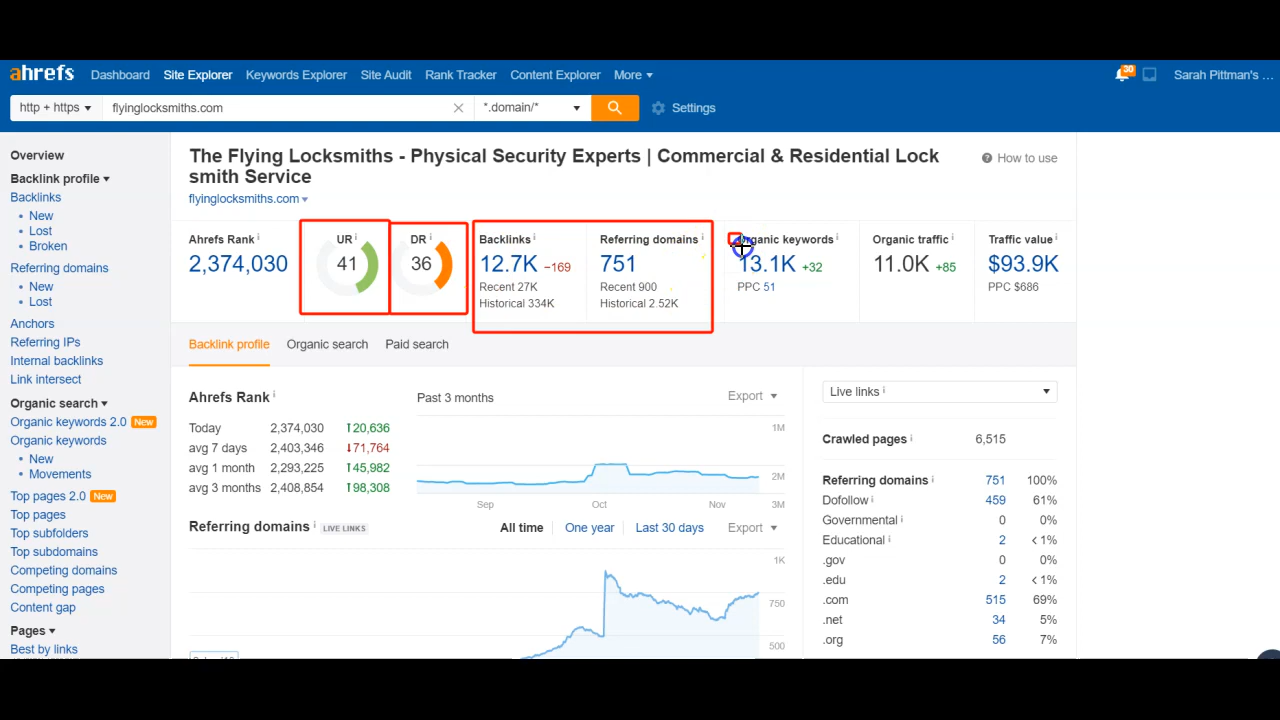 ahrefs Dashboard Site Explorer Keywords Explorer Site Audit Rank Tracker Content Explorer More 30 Sarah Pittman's ...
http + https flyinglocksmiths.com *.domain/* Settings
Overview
Backlink profile
Backlinks
• New
• Lost
• Broken
Referring domains
• New
• Lost
Anchors
Referring IPs
Internal backlinks
Link intersect
Organic search
Organic keywords 2.0 New
Organic keywords
• New
• Movements
Top pages 2.0 New
Top pages
Top subfolders
Top subdomains
Competing domains
Competing pages
Content gap
Pages
Best by links
The Flying Locksmiths - Physical Security Experts | Commercial & Residential Lock
smith Service
How to use
flyinglocksmiths.com
Ahrefs Rank
2,374,030
UR
41
DR
36
Backlinks
12.7K −169
Recent 27K
Historical 334K
Referring domains
751
Recent 900
Historical 2.52K
Organic keywords
13.1K +32
PPC 51
Organic traffic
11.0K +85
Traffic value
$93.9K
PPC $686
Backlink profile Organic search Paid search
Ahrefs Rank
Today 2,374,030 ↑20,636
avg 7 days 2,403,346 ↓71,764
avg 1 month 2,293,225 ↑45,982
avg 3 months 2,408,854 ↑98,308
Past 3 months Export
1M
2M
3M
Sep Oct Nov
Referring domains LIVE LINKS All time One year Last 30 days Export
1K
750
500
Live links
Crawled pages 6,515
Referring domains 751 100%
Dofollow 459 61%
Governmental 0 0%
Educational 2 < 1%
.gov 0 0%
.edu 2 < 1%
.com 515 69%
.net 34 5%
.org 56 7%